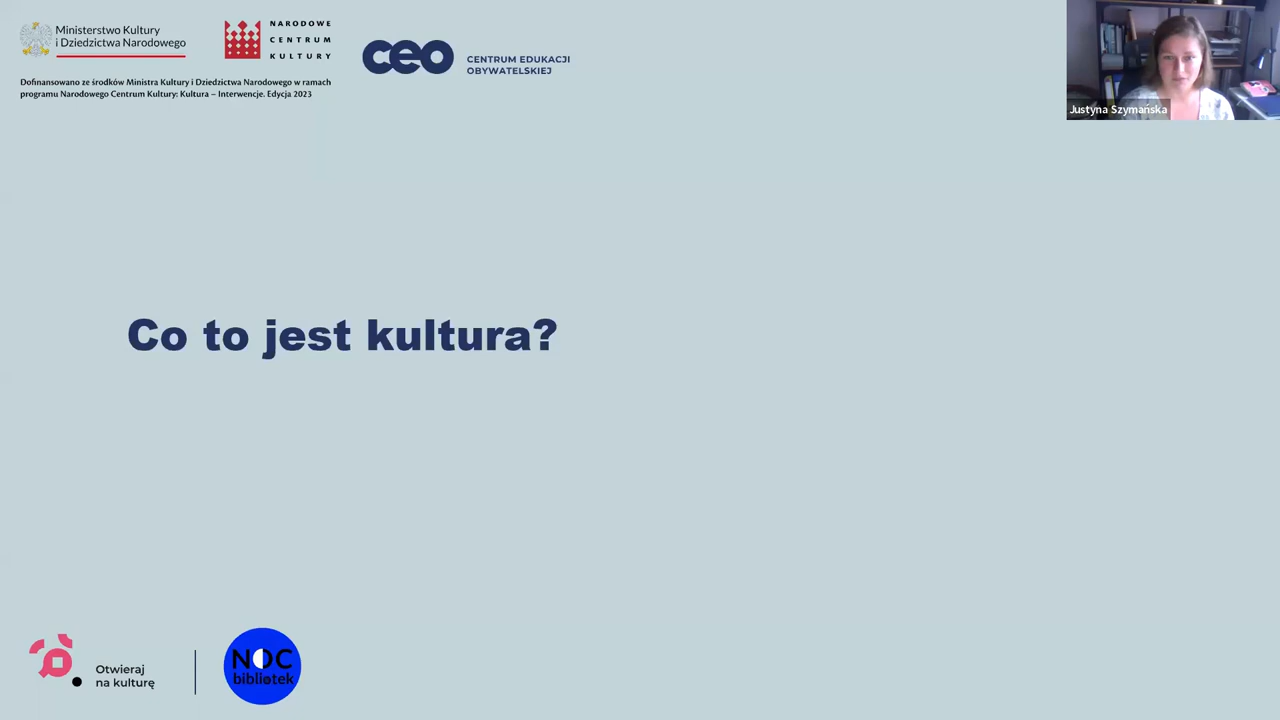 Ministerstwo Kultury
i Dziedzictwa Narodowego
NARODOWE
CENTRUM
KULTURY
ceo
CENTRUM EDUKACJI
OBYWATELSKIEJ
Dofinansowano ze środków Ministra Kultury i Dziedzictwa Narodowego w ramach
programu Narodowego Centrum Kultury: Kultura – Interwencje. Edycja 2023
Justyna Szymańska
Co to jest kultura?
Otwieraj
na kulturę
NOC
bibliotek